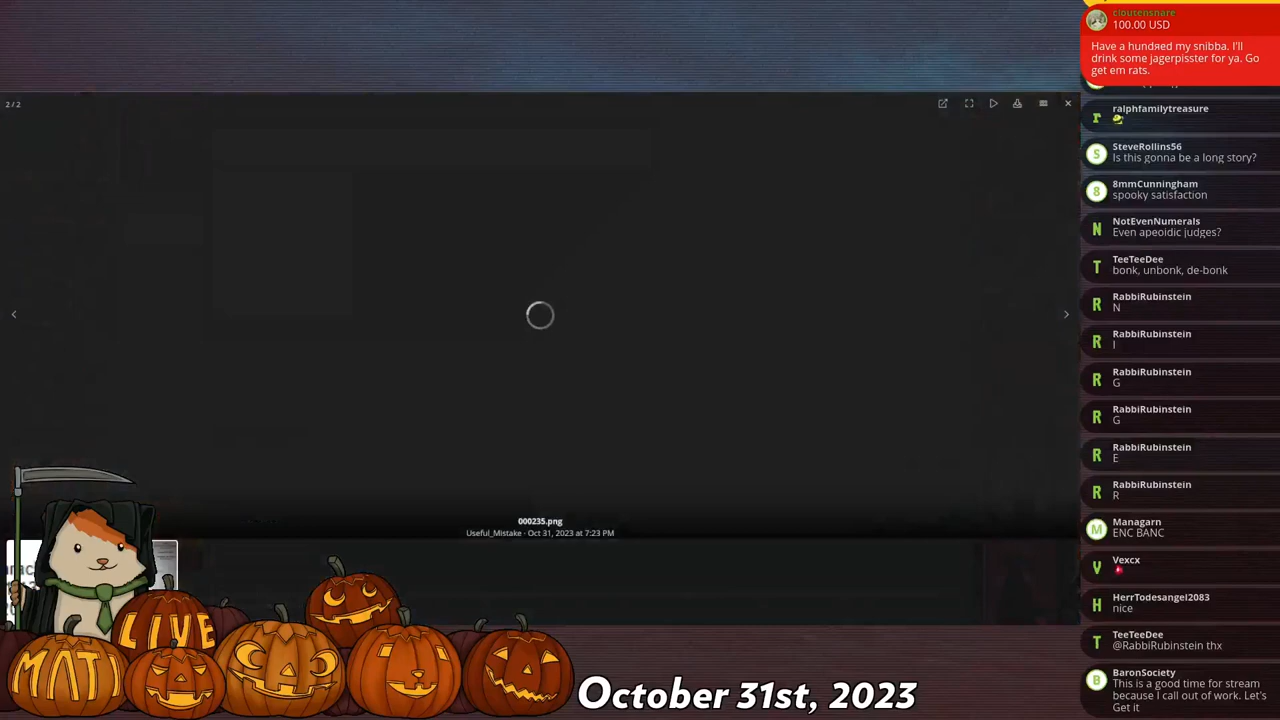 cloutensnare
100.00 USD
Have a hundяed my snibba. I'll
drink some jagerpisster for ya. Go
get em rats.
2 / 2
ralphfamilytreasure
SteveRollins56
Is this gonna be a long story?
8mmCunningham
spooky satisfaction
NotEvenNumerals
Even apeoidic judges?
TeeTeeDee
bonk, unbonk, de-bonk
RabbiRubinstein
N
RabbiRubinstein
I
RabbiRubinstein
G
RabbiRubinstein
G
RabbiRubinstein
E
RabbiRubinstein
R
Managarn
ENC BANC
Vexcx
HerrTodesangel2083
nice
TeeTeeDee
@RabbiRubinstein thx
BaronSociety
This is a good time for stream
because I call out of work. Let's
Get it
000235.png
Useful_Mistake · Oct 31, 2023 at 7:23 PM
LIVE
MATI
October 31st, 2023